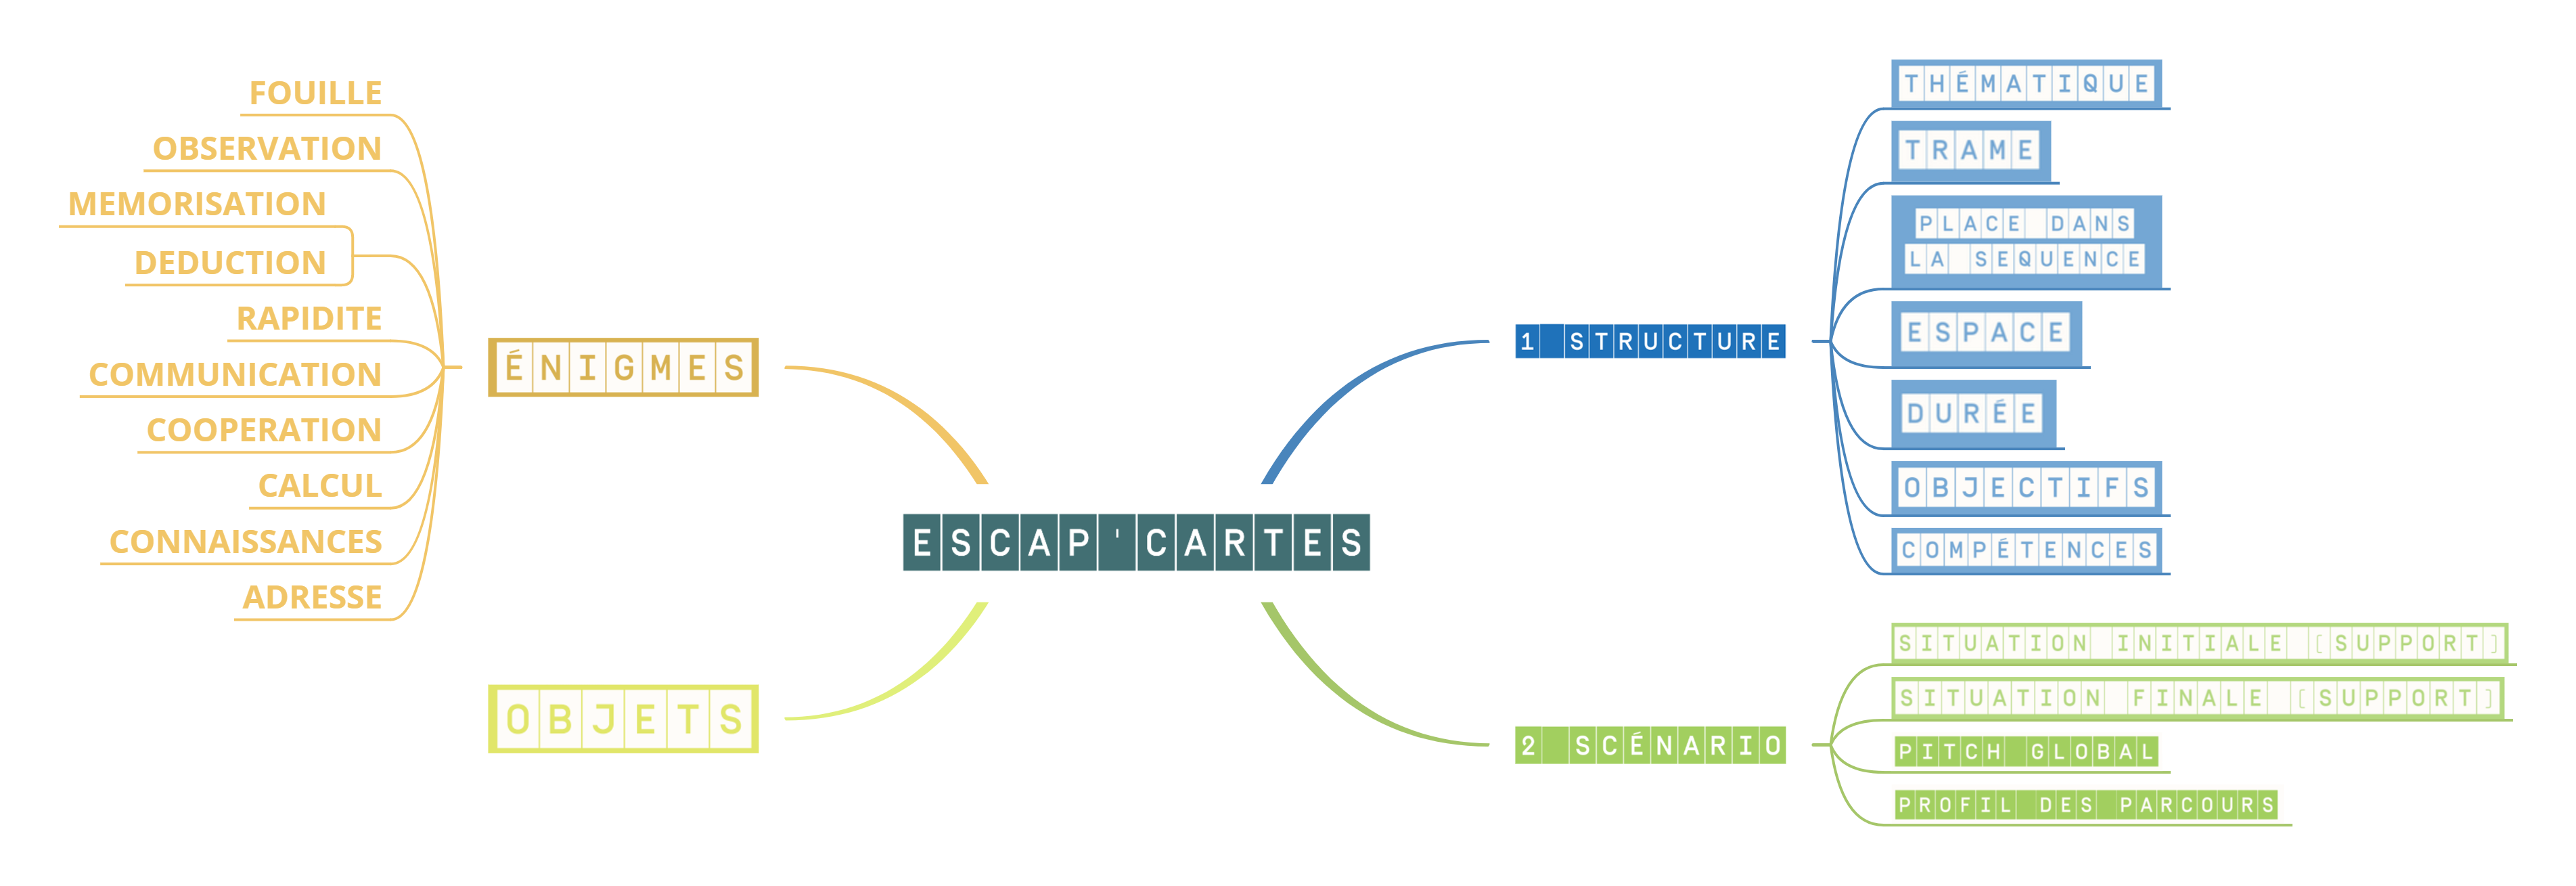 FOUILLE
OBSERVATION
MEMORISATION
DEDUCTION
RAPIDITE
COMMUNICATION
COOPERATION
CALCUL
CONNAISSANCES
ADRESSE
ÉNIGMES
OBJETS
ESCAP'CARTES
1 STRUCTURE
THÉMATIQUE
TRAME
PLACE DANS
LA SEQUENCE
ESPACE
DURÉE
OBJECTIFS
COMPÉTENCES
2 SCÉNARIO
SITUATION INITIALE (SUPPORT)
SITUATION FINALE (SUPPORT)
PITCH GLOBAL
PROFIL DES PARCOURS